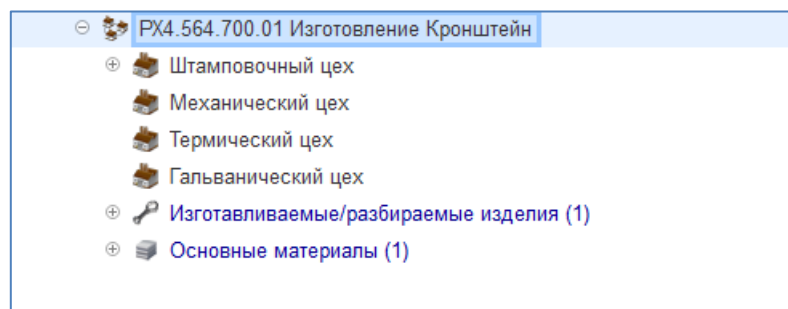 РХ4.564.700.01 Изготовление Кронштейн
Штамповочный цех
Механический цех
Термический цех
Гальванический цех
Изготавливаемые/разбираемые изделия (1)
Основные материалы (1)